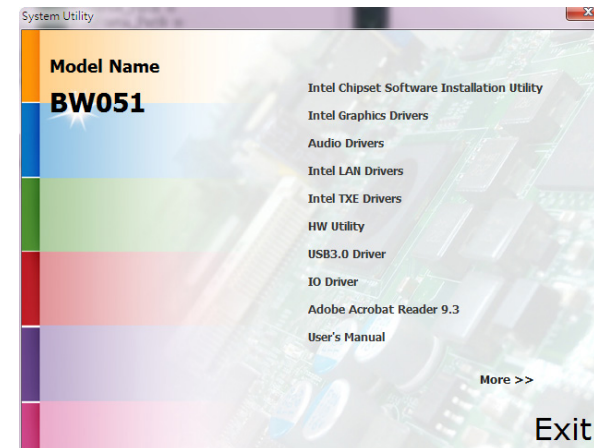 System Utility
Model Name
BW051
Intel Chipset Software Installation Utility
Intel Graphics Drivers
Audio Drivers
Intel LAN Drivers
Intel TXE Drivers
HW Utility
USB3.0 Driver
IO Driver
Adobe Acrobat Reader 9.3
User's Manual
More >>
Exit